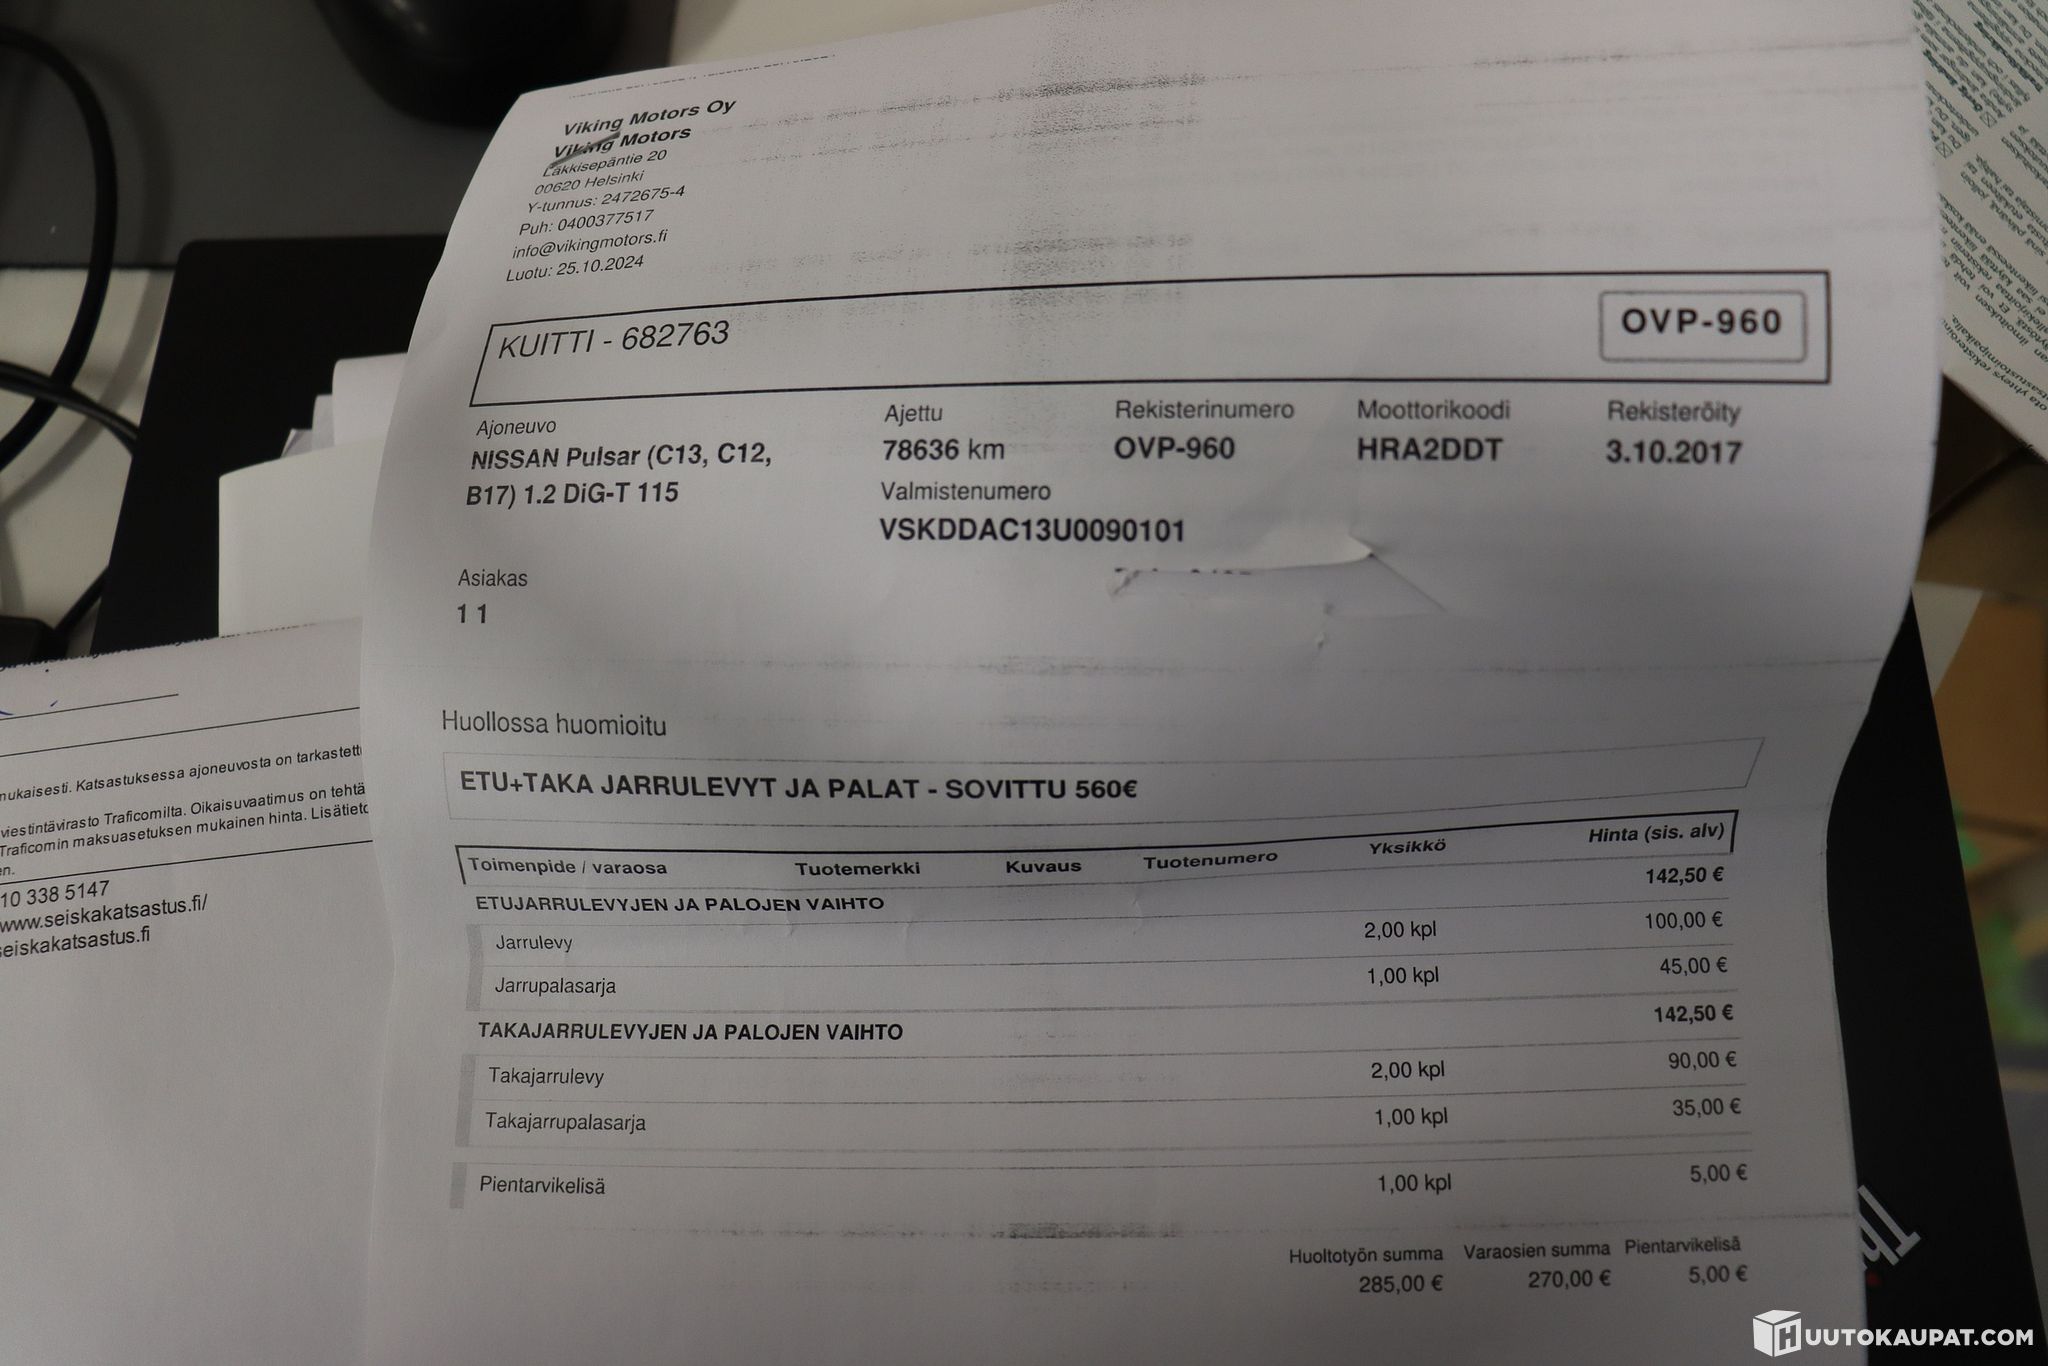 Viking Motors Oy
Viking Motors
Läkkisepäntie 20
00620 Helsinki
Y-tunnus: 2472675-4
Puh: 0400377517
info@vikingmotors.fi
Luotu: 25.10.2024
KUITTI - 682763
OVP-960
Ajoneuvo
NISSAN Pulsar (C13, C12,
B17) 1.2 DiG-T 115
Ajettu
78636 km
Rekisterinumero
OVP-960
Moottorikoodi
HRA2DDT
Rekisteröity
3.10.2017
Valmistenumero
VSKDDAC13U0090101
Asiakas
1 1
Huollossa huomioitu
ETU+TAKA JARRULEVYT JA PALAT - SOVITTU 560€
Toimenpide / varaosa Tuotemerkki Kuvaus Tuotenumero Yksikkö Hinta (sis. alv)
ETUJARRULEVYJEN JA PALOJEN VAIHTO 142,50 €
Jarrulevy 2,00 kpl 100,00 €
Jarrupalasarja 1,00 kpl 45,00 €
TAKAJARRULEVYJEN JA PALOJEN VAIHTO 142,50 €
Takajarrulevy 2,00 kpl 90,00 €
Takajarrupalasarja 1,00 kpl 35,00 €
Pientarvikelisä 1,00 kpl 5,00 €
Huoltotyön summa Varaosien summa Pientarvikelisä
285,00 € 270,00 € 5,00 €
mukaisesti. Katsastuksessa ajoneuvosta on tarkastettu
viestintävirasto Traficomilta. Oikaisuvaatimus on tehtä
Traficomin maksuasetuksen mukainen hinta. Lisätieto
en.
10 338 5147
www.seiskakatsastus.fi/
seiskakatsastus.fi
HUUTOKAUPAT.COM